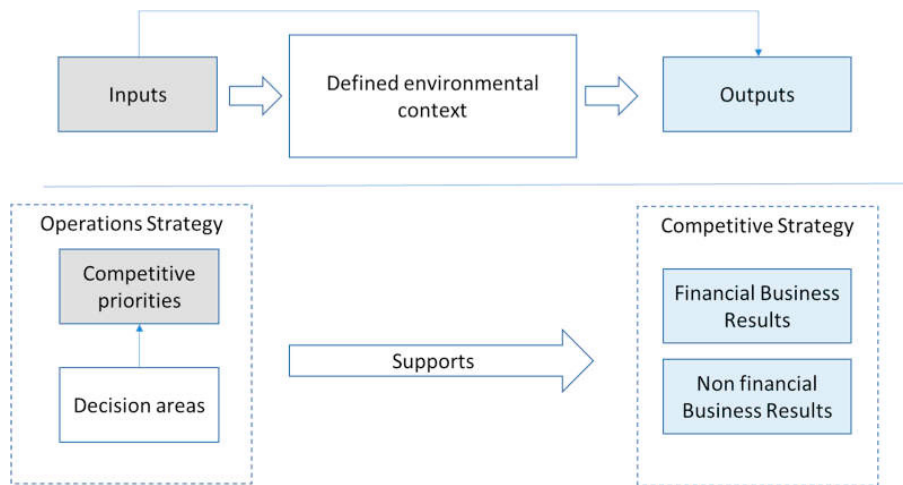 Inputs
Defined environmental
context
Outputs
Operations Strategy
Competitive
priorities
Decision areas
Supports
Competitive Strategy
Financial Business
Results
Non financial
Business Results